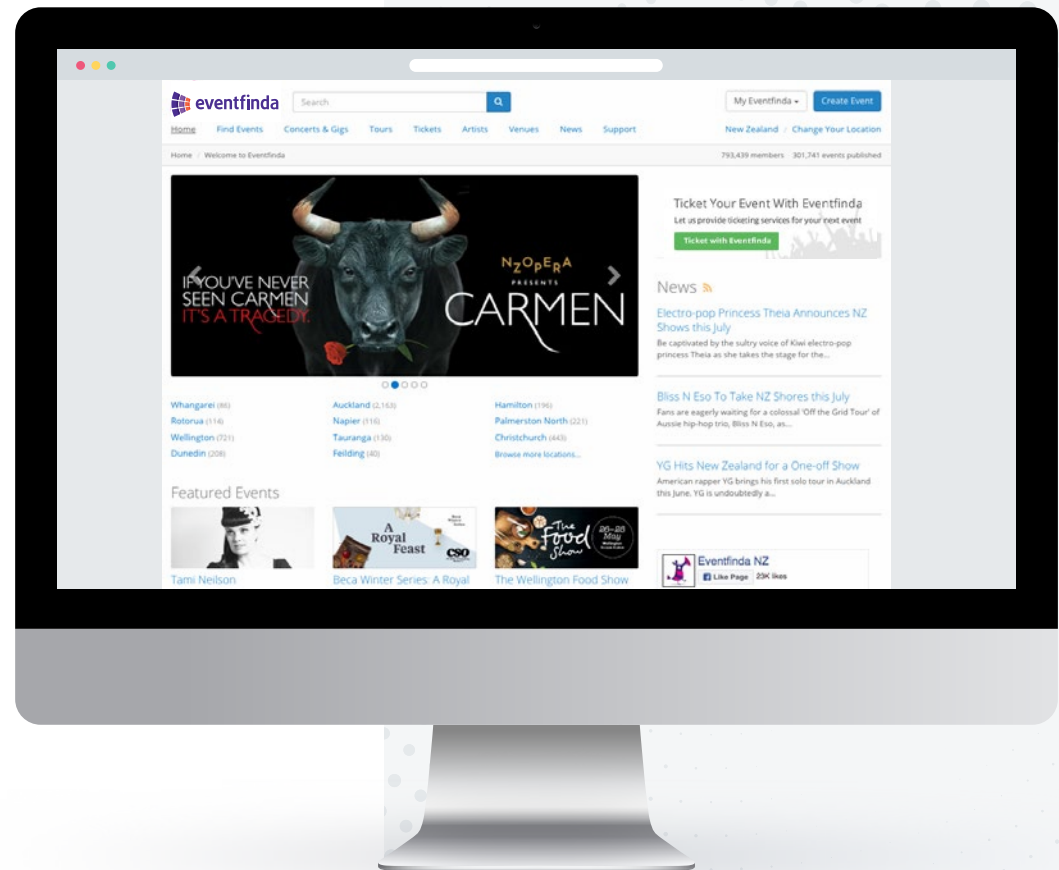 eventfinda
Search
My Eventfinda
Create Event
Home Find Events Concerts & Gigs Tours Tickets Artists Venues News Support
New Zealand / Change Your Location
Home / Welcome to Eventfinda
793,439 members 301,741 events published
IF YOU'VE NEVER
SEEN CARMEN
IT'S A TRAGEDY.
NZOPERA
PRESENTS
CARMEN
Ticket Your Event With Eventfinda
Let us provide ticketing services for your next event
Ticket with Eventfinda
News
Electro-pop Princess Theia Announces NZ
Shows this July
Be captivated by the sultry voice of Kiwi electro-pop
princess Theia as she takes the stage for the...
Bliss N Eso To Take NZ Shores this July
Fans are eagerly waiting for a colossal 'Off the Grid Tour' of
Aussie hip-hop trio, Bliss N Eso, as...
YG Hits New Zealand for a One-off Show
American rapper YG brings his first solo tour in Auckland
this June. YG is undoubtedly a...
Whangarei (86) Auckland (2,163) Hamilton (196)
Rotorua (114) Napier (116) Palmerston North (221)
Wellington (721) Tauranga (130) Christchurch (443)
Dunedin (208) Feilding (40) Browse more locations...
Featured Events
A
Royal
Feast
CSO
The
Food
Show
26-28
May
Tami Neilson
Beca Winter Series: A Royal
The Wellington Food Show
Eventfinda NZ
Like Page 23K likes